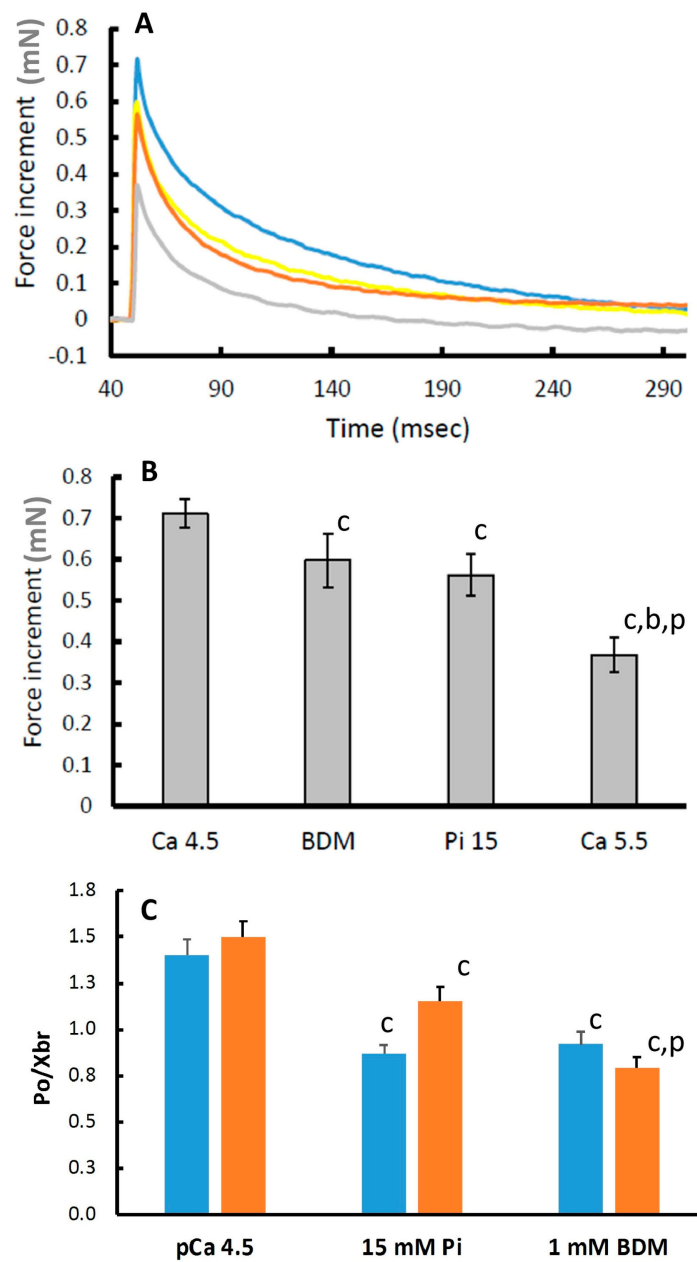 A
Force increment (mN)
0.8
0.7
0.6
0.5
0.4
0.3
0.2
0.1
0
-0.1
40 90 140 190 240 290
Time (msec)
B
Force increment (mN)
0.8
0.7
0.6
0.5
0.4
0.3
0.2
0.1
0
c
c
c,b,p
Ca 4.5 BDM Pi 15 Ca 5.5
C
Po/Xbr
1.8
1.5
1.3
1.0
0.8
0.5
0.3
0.0
c
c
c
c,p
pCa 4.5 15 mM Pi 1 mM BDM